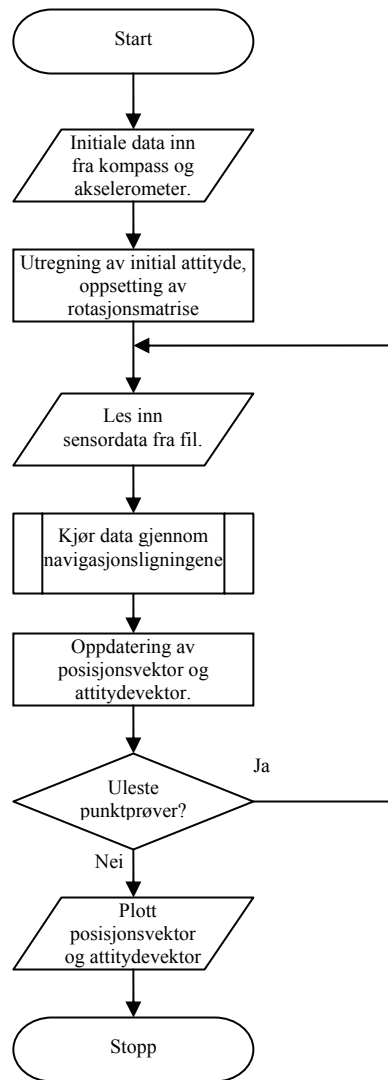 Start
Initiale data inn
fra kompass og
akselerometer.
Utregning av initial attityde,
oppsetting av
rotasjonsmatrise
Les inn
sensordata fra fil.
Kjør data gjennom
navigasjonsligningene
Oppdatering av
posisjonsvektor og
attitydevektor.
Uleste
punktprøver?
Ja
Nei
Plott
posisjonsvektor
og attitydevektor
Stopp